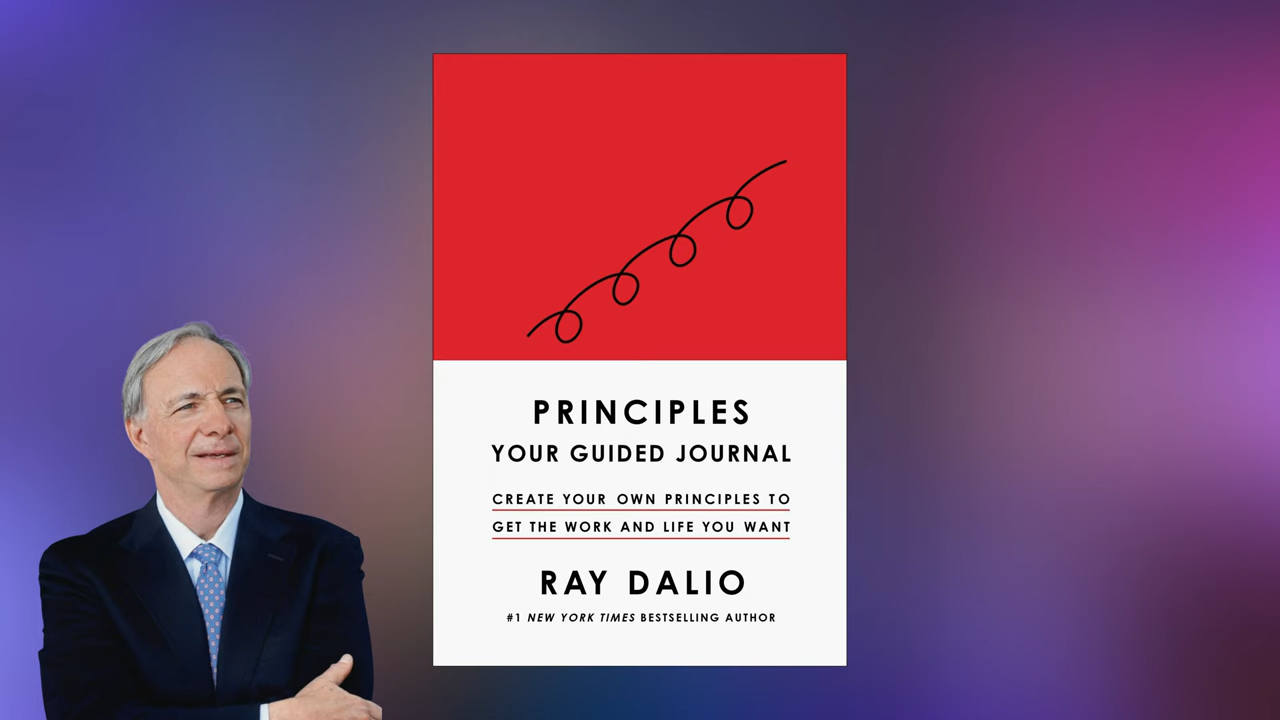 PRINCIPLES
YOUR GUIDED JOURNAL
CREATE YOUR OWN PRINCIPLES TO
GET THE WORK AND LIFE YOU WANT
RAY DALIO
#1 NEW YORK TIMES BESTSELLING AUTHOR